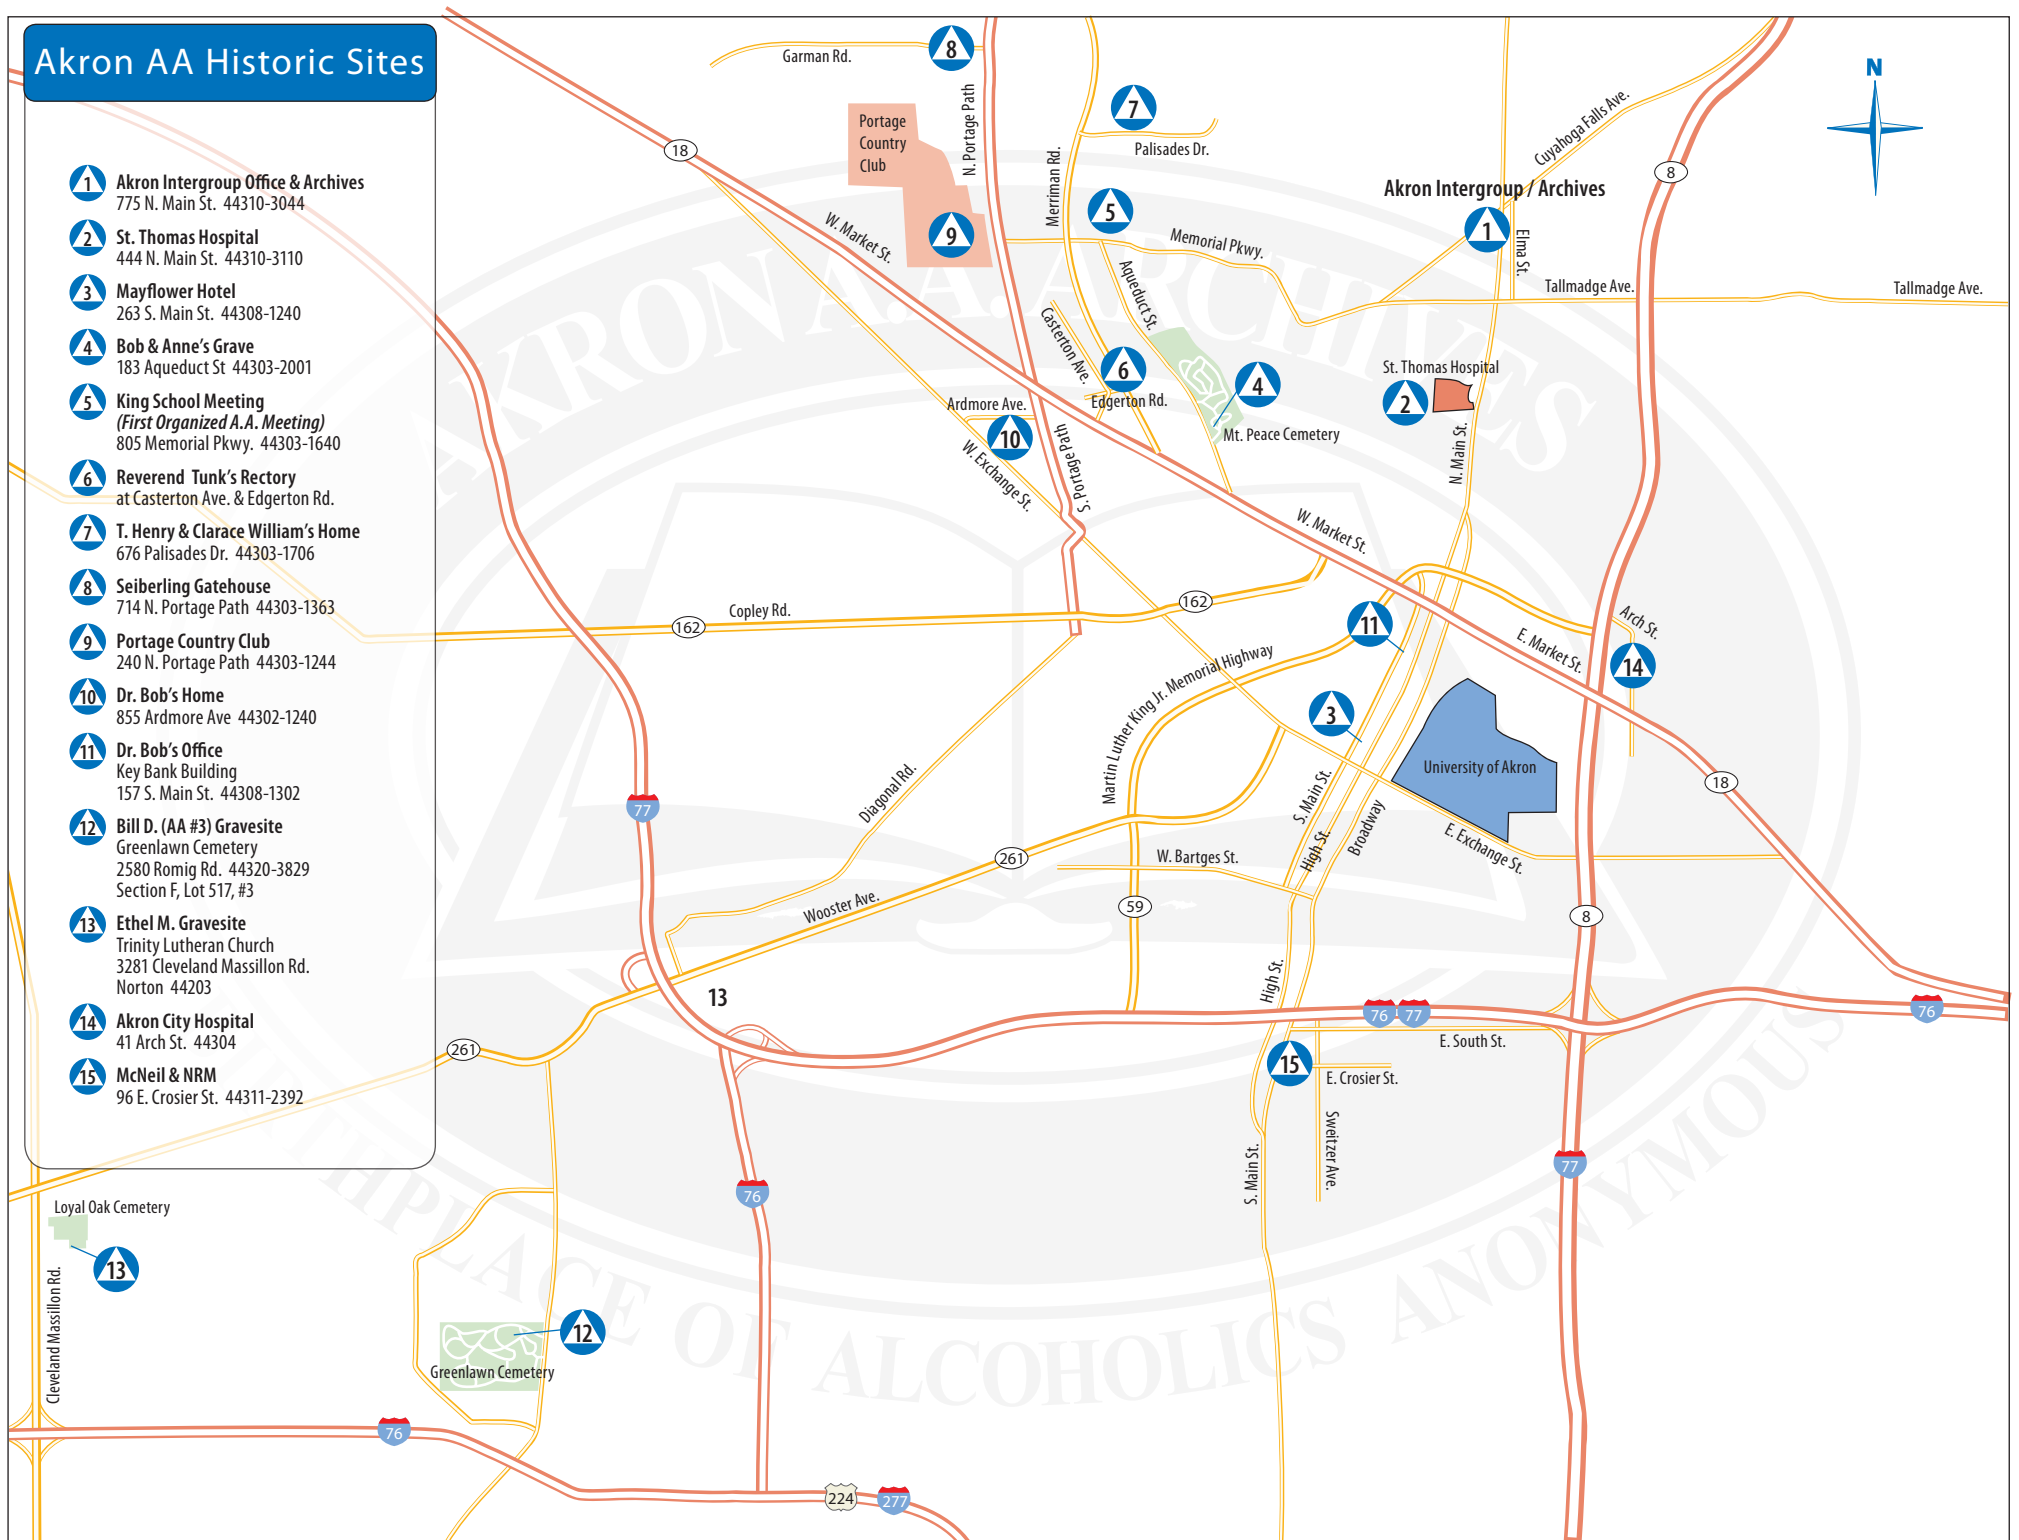 Akron AA Historic Sites
1
Akron Intergroup Office & Archives
775 N. Main St. 44310-3044
2
St. Thomas Hospital
444 N. Main St. 44310-3110
3
Mayflower Hotel
263 S. Main St. 44308-1240
4
Bob & Anne's Grave
183 Aqueduct St 44303-2001
5
King School Meeting
(First Organized A.A. Meeting)
805 Memorial Pkwy. 44303-1640
6
Reverend Tunk's Rectory
at Casterton Ave. & Edgerton Rd.
7
T. Henry & Clarace William's Home
676 Palisades Dr. 44303-1706
8
Seiberling Gatehouse
714 N. Portage Path 44303-1363
9
Portage Country Club
240 N. Portage Path 44303-1244
10
Dr. Bob's Home
855 Ardmore Ave 44302-1240
11
Dr. Bob's Office
Key Bank Building
157 S. Main St. 44308-1302
12
Bill D. (AA #3) Gravesite
Greenlawn Cemetery
2580 Romig Rd. 44320-3829
Section F, Lot 517, #3
13
Ethel M. Gravesite
Trinity Lutheran Church
3281 Cleveland Massillon Rd.
Norton 44203
14
Akron City Hospital
41 Arch St. 44304
15
McNeil & NRM
96 E. Crosier St. 44311-2392
Garman Rd.
8
N
N. Portage Path
7
Palisades Dr.
Portage
Country
Club
18
Merriman Rd.
Cuyahoga Falls Ave.
8
Akron Intergroup / Archives
5
1
9
W. Market St.
Memorial Pkwy.
Elma St.
Aqueduct St.
Tallmadge Ave.
Tallmadge Ave.
AKRON A.A. ARCHIVES
Casterton Ave.
6
4
St. Thomas Hospital
2
Edgerton Rd.
Ardmore Ave.
10
Mt. Peace Cemetery
W. Exchange St.
S. Portage Path
N. Main St.
W. Market St.
162
Copley Rd.
162
11
Arch St.
E. Market St.
14
Martin Luther King Jr. Memorial Highway
3
University of Akron
18
77
Diagonal Rd.
S. Main St.
High St.
Broadway
E. Exchange St.
261
W. Bartges St.
Wooster Ave.
59
8
13
High St.
76
77
76
E. South St.
261
15
E. Crosier St.
Sweitzer Ave.
S. Main St.
77
76
Loyal Oak Cemetery
13
Cleveland Massillon Rd.
12
Greenlawn Cemetery
76
224
277
BIRTHPLACE OF ALCOHOLICS ANONYMOUS